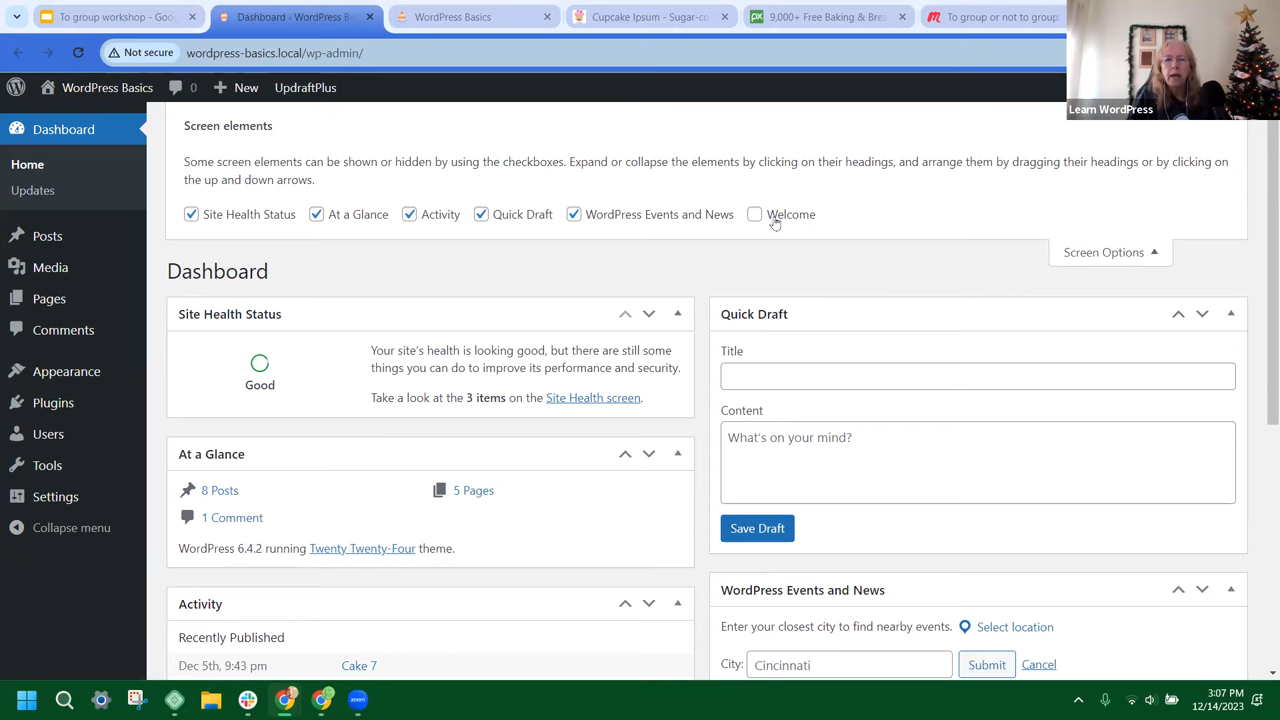 To group workshop - Goo
Dashboard ‹ WordPress B
WordPress Basics
Cupcake Ipsum - Sugar-co
9,000+ Free Baking & Brea
To group or not to group:
Not secure
wordpress-basics.local/wp-admin/
Learn WordPress
WordPress Basics
0
New
UpdraftPlus
Dashboard
Home
Updates
Posts
Media
Pages
Comments
Appearance
Plugins
Users
Tools
Settings
Collapse menu
Screen elements
Some screen elements can be shown or hidden by using the checkboxes. Expand or collapse the elements by clicking on their headings, and arrange them by dragging their headings or by clicking on
the up and down arrows.
Site Health Status
At a Glance
Activity
Quick Draft
WordPress Events and News
Welcome
Screen Options
Dashboard
Site Health Status
Good
Your site's health is looking good, but there are still some
things you can do to improve its performance and security.
Take a look at the 3 items on the Site Health screen.
At a Glance
8 Posts
5 Pages
1 Comment
WordPress 6.4.2 running Twenty Twenty-Four theme.
Activity
Recently Published
Dec 5th, 9:43 pm
Cake 7
Quick Draft
Title
Content
What's on your mind?
Save Draft
WordPress Events and News
Enter your closest city to find nearby events.
Select location
City:
Cincinnati
Submit
Cancel
zoom
3:07 PM
12/14/2023